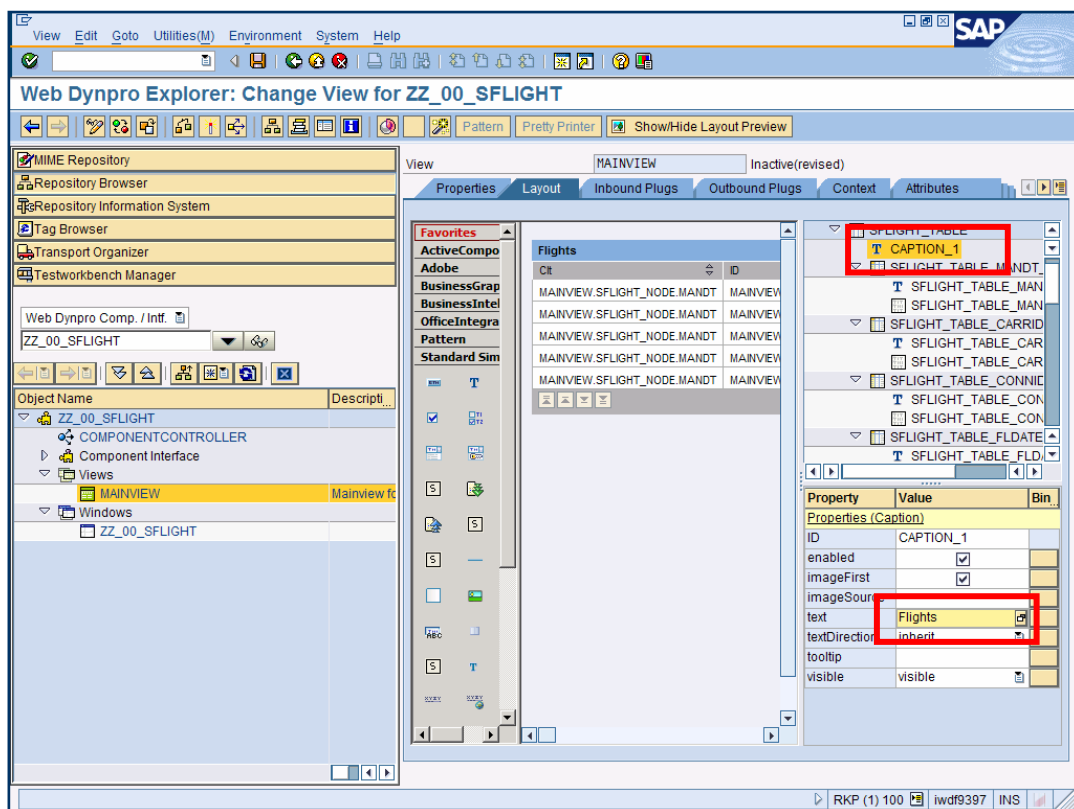 View Edit Goto Utilities(M) Environment System Help
SAP
Web Dynpro Explorer: Change View for ZZ_00_SFLIGHT
Pattern Pretty Printer Show/Hide Layout Preview
MIME Repository
Repository Browser
Repository Information System
Tag Browser
Transport Organizer
Testworkbench Manager
Web Dynpro Comp. / Intf.
ZZ_00_SFLIGHT
Object Name Descripti...
ZZ_00_SFLIGHT
COMPONENTCONTROLLER
Component Interface
Views
MAINVIEW Mainview fo
Windows
ZZ_00_SFLIGHT
View MAINVIEW Inactive(revised)
Properties Layout Inbound Plugs Outbound Plugs Context Attributes
Favorites
ActiveCompo
Adobe
BusinessGrap
BusinessIntel
OfficeIntegra
Pattern
Standard Sim
Flights
Clt ID
MAINVIEW.SFLIGHT_NODE.MANDT MAINVIEW
MAINVIEW.SFLIGHT_NODE.MANDT MAINVIEW
MAINVIEW.SFLIGHT_NODE.MANDT MAINVIEW
MAINVIEW.SFLIGHT_NODE.MANDT MAINVIEW
MAINVIEW.SFLIGHT_NODE.MANDT MAINVIEW
SFLIGHT_TABLE
CAPTION_1
SFLIGHT_TABLE_MANDT_
SFLIGHT_TABLE_MAN
SFLIGHT_TABLE_MAN
SFLIGHT_TABLE_CARRID
SFLIGHT_TABLE_CAR
SFLIGHT_TABLE_CAR
SFLIGHT_TABLE_CONNID
SFLIGHT_TABLE_CON
SFLIGHT_TABLE_CON
SFLIGHT_TABLE_FLDATE
SFLIGHT_TABLE_FLD
Property Value Bin...
Properties (Caption)
ID CAPTION_1
enabled
imageFirst
imageSource
text Flights
textDirection inherit
tooltip
visible visible
RKP (1) 100 iwdf9397 INS